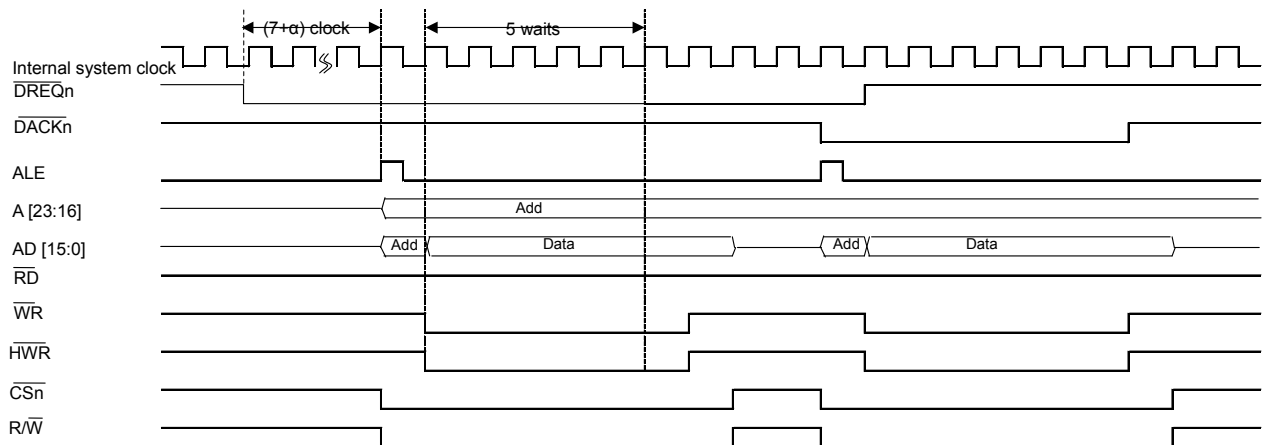 (7+α) clock
5 waits
Internal system clock
DREQn
DACKn
ALE
A [23:16]
Add
AD [15:0]
Add
Data
Add
Data
RD
WR
HWR
CSn
R/W